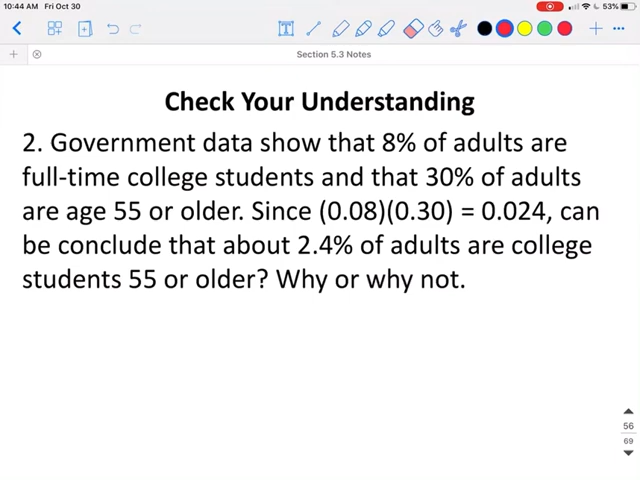 10:44 AM Fri Oct 30 53%
Section 5.3 Notes
Check Your Understanding
2. Government data show that 8% of adults are
full-time college students and that 30% of adults
are age 55 or older. Since (0.08)(0.30) = 0.024, can
be conclude that about 2.4% of adults are college
students 55 or older? Why or why not.
56
69